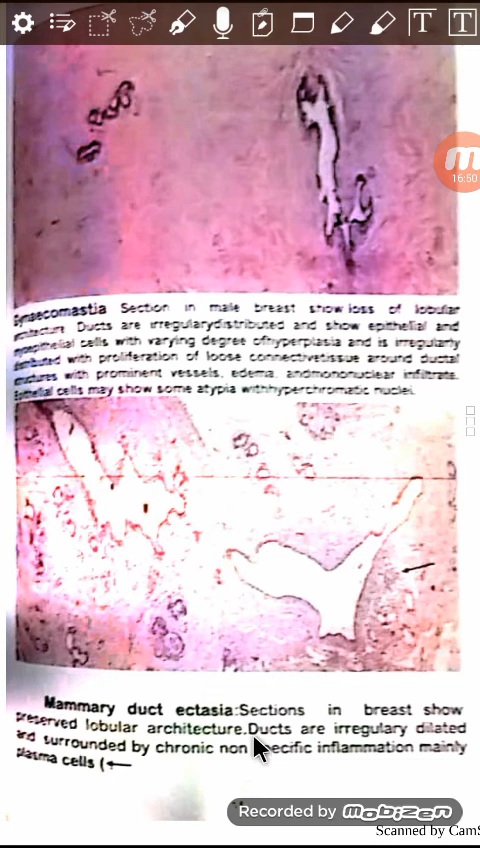 T T
16:50
Gynaecomastia Section in male breast show loss of lobular
architecture. Ducts are irregularydistributed and show epithelial and
myoepithelial cells with varying degree ofhyperplasia and is irregularly
distributed with proliferation of loose connectivetissue around ductal
structures with prominent vessels, edema, andmononuclear infiltrate.
Epithelial cells may show some atypia withhyperchromatic nuclei.
Mammary duct ectasia:Sections in breast show
preserved lobular architecture.Ducts are irregulary dilated
and surrounded by chronic non inflammation mainly
plasma cells (←
Recorded by mobizen
Scanned by CamS